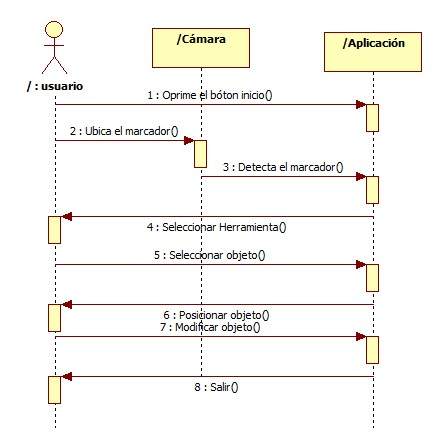 /Cámara
/Aplicación
/ : usuario
1 : Oprime el bóton inicio()
2 : Ubica el marcador()
3 : Detecta el marcador()
4 : Seleccionar Herramienta()
5 : Seleccionar objeto()
6 : Posicionar objeto()
7 : Modificar objeto()
8 : Salir()